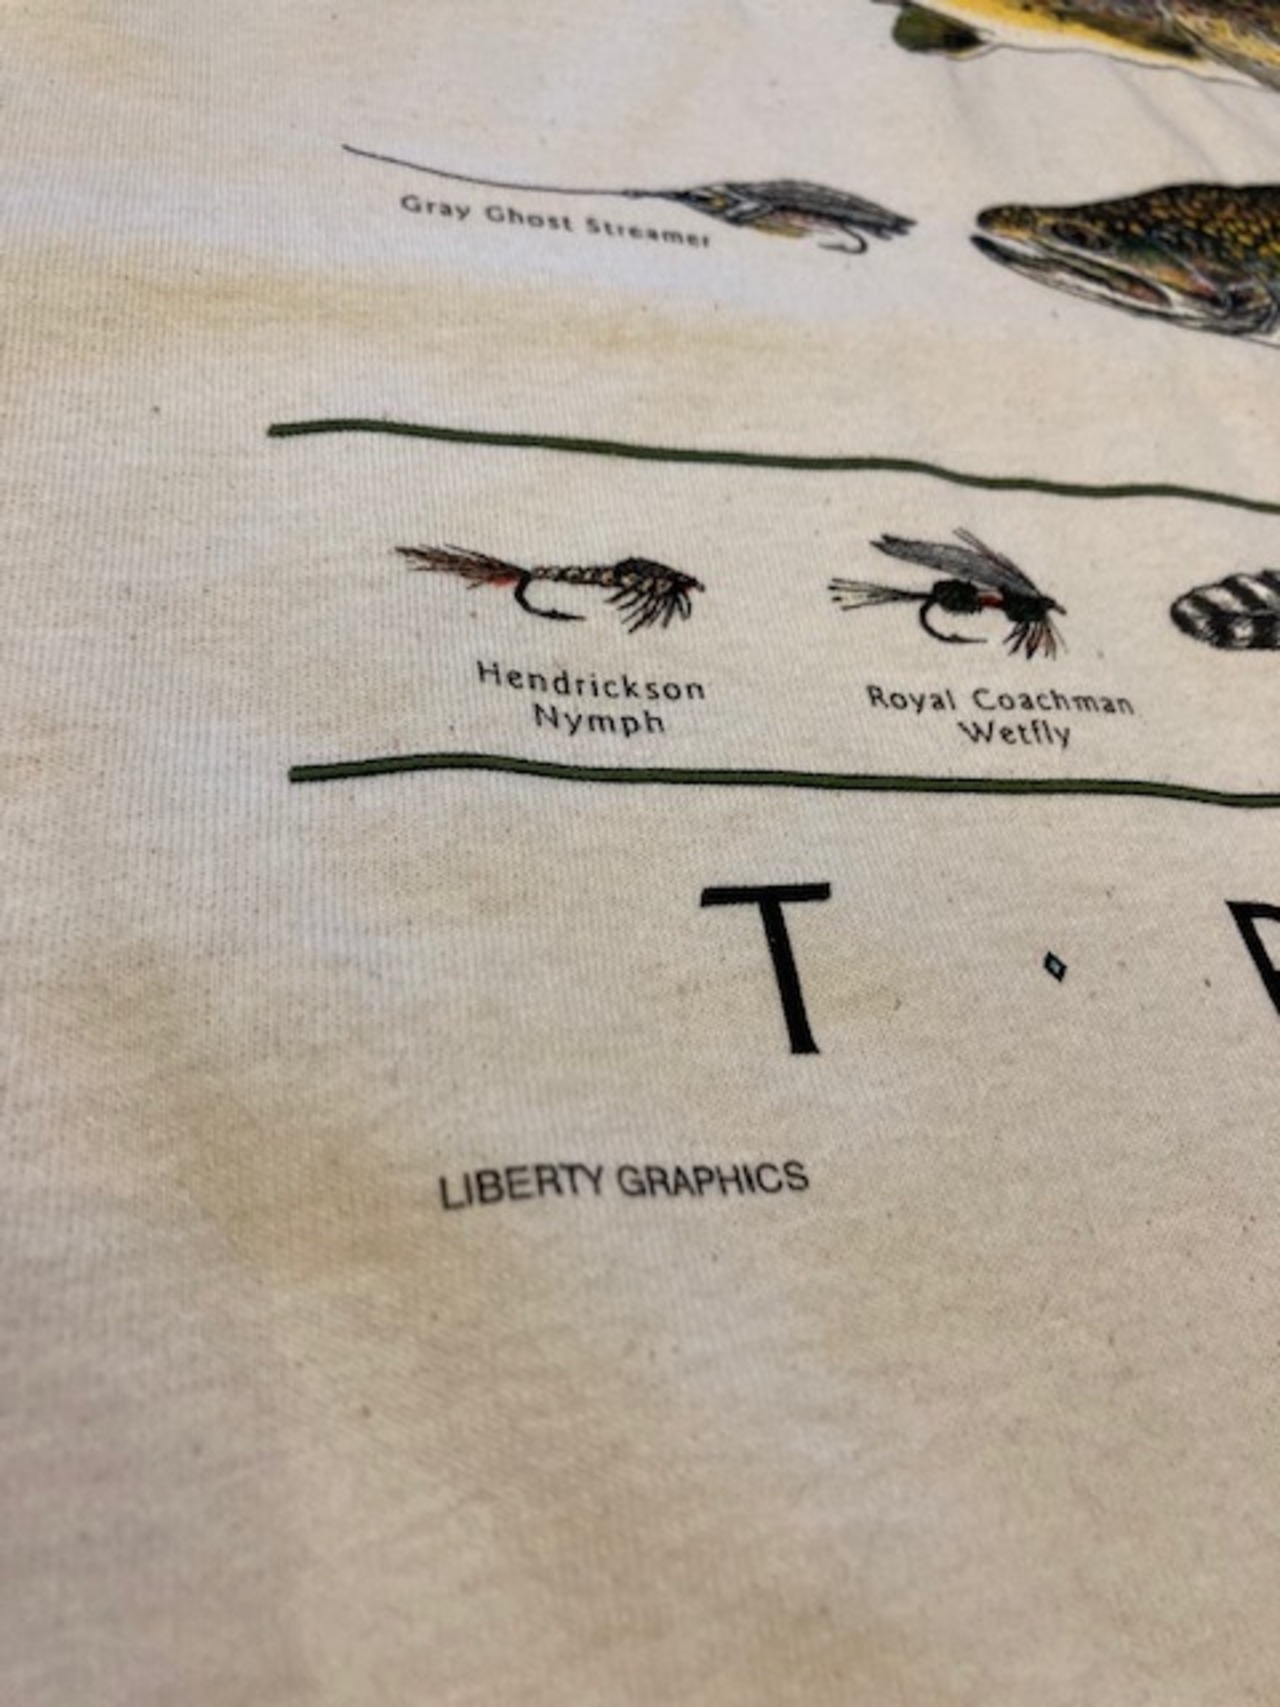 Gray Ghost Streamer
Hendrickson
Nymph
Royal Coachman
Wetfly
T
LIBERTY GRAPHICS